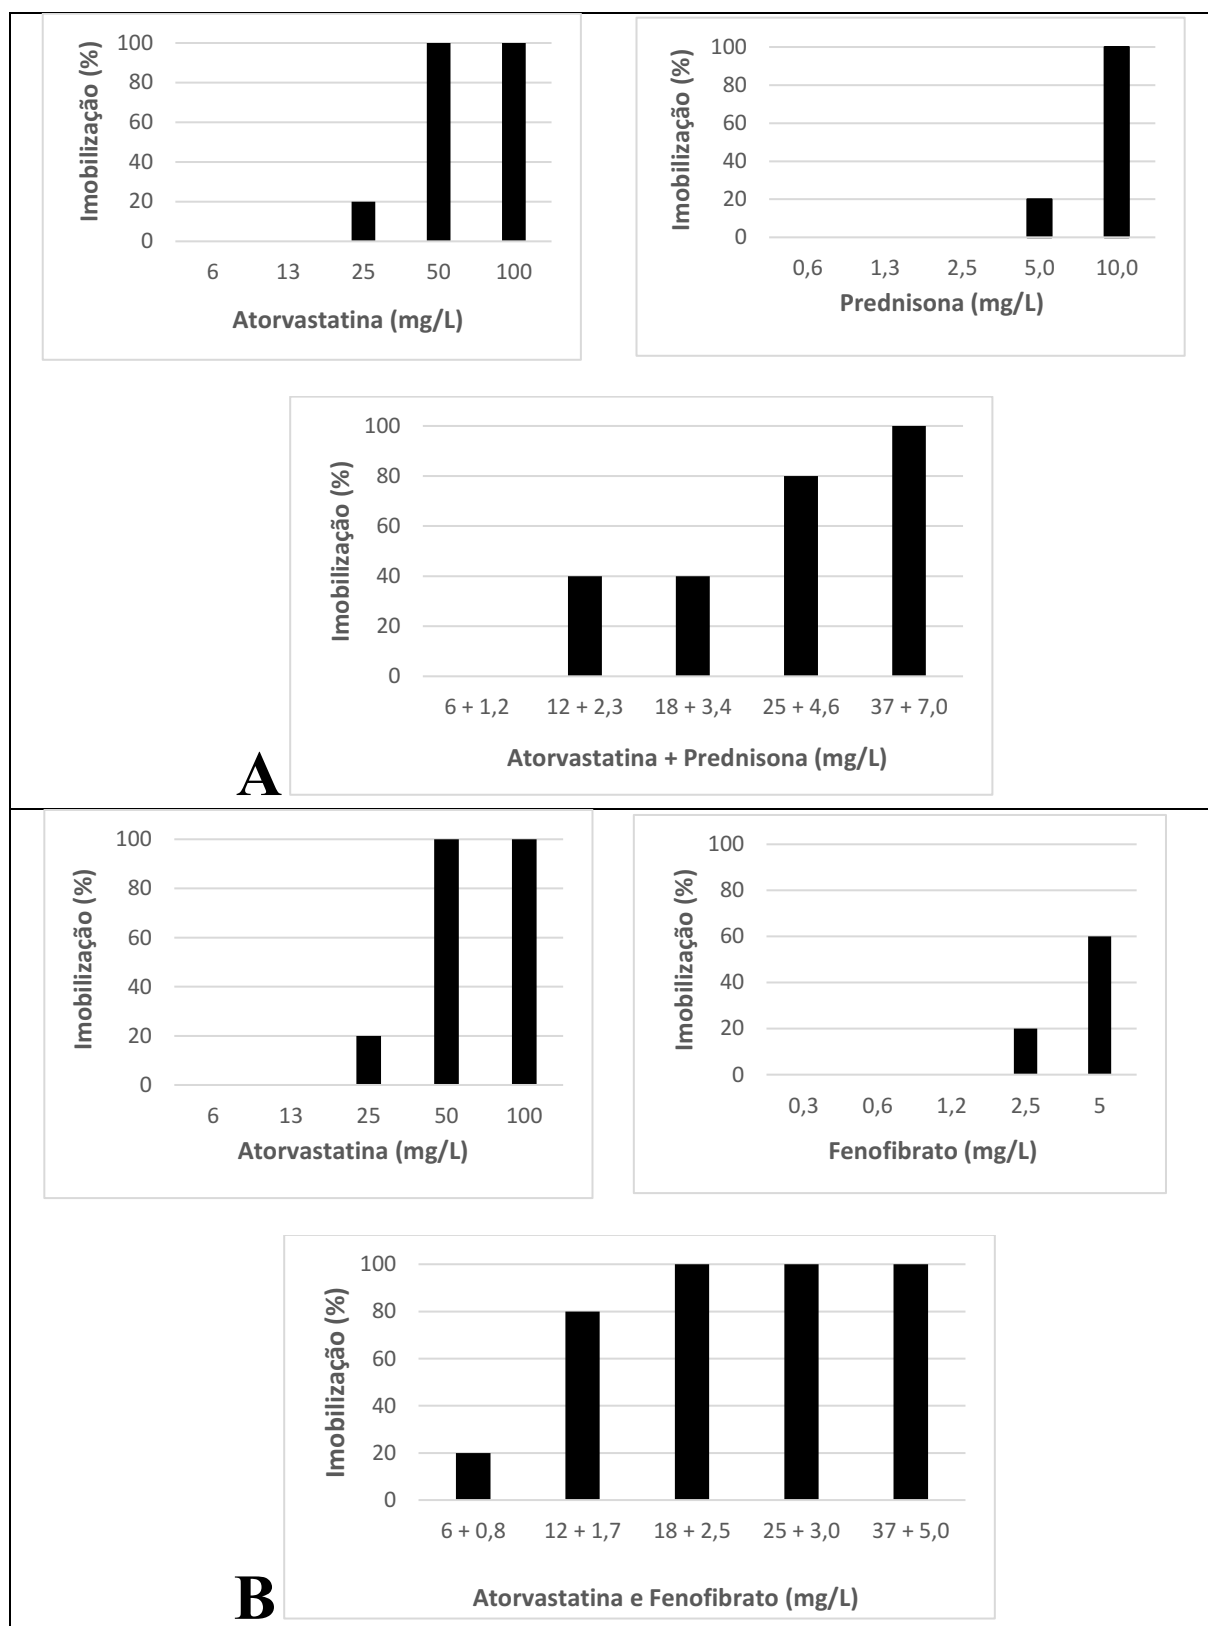 100
80
60
40
20
0
Imobilização (%)
6 13 25 50 100
Atorvastatina (mg/L)
100
80
60
40
20
0
Imobilização (%)
0,6 1,3 2,5 5,0 10,0
Prednisona (mg/L)
100
80
60
40
20
0
Imobilização (%)
6 + 1,2 12 + 2,3 18 + 3,4 25 + 4,6 37 + 7,0
Atorvastatina + Prednisona (mg/L)
A
100
80
60
40
20
0
Imobilização (%)
6 13 25 50 100
Atorvastatina (mg/L)
100
80
60
40
20
0
Imobilização (%)
0,3 0,6 1,2 2,5 5
Fenofibrato (mg/L)
100
80
60
40
20
0
Imobilização (%)
6 + 0,8 12 + 1,7 18 + 2,5 25 + 3,0 37 + 5,0
Atorvastatina e Fenofibrato (mg/L)
B